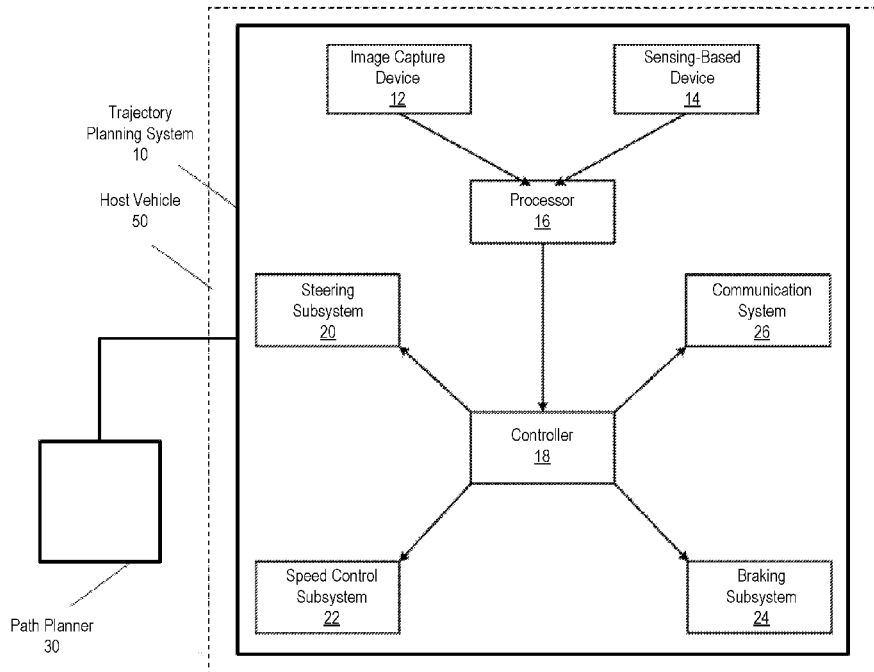 Image Capture
Device
12
Sensing-Based
Device
14
Trajectory
Planning System
10
Host Vehicle
50
Processor
16
Steering
Subsystem
20
Communication
System
26
Controller
18
Speed Control
Subsystem
22
Braking
Subsystem
24
Path Planner
30